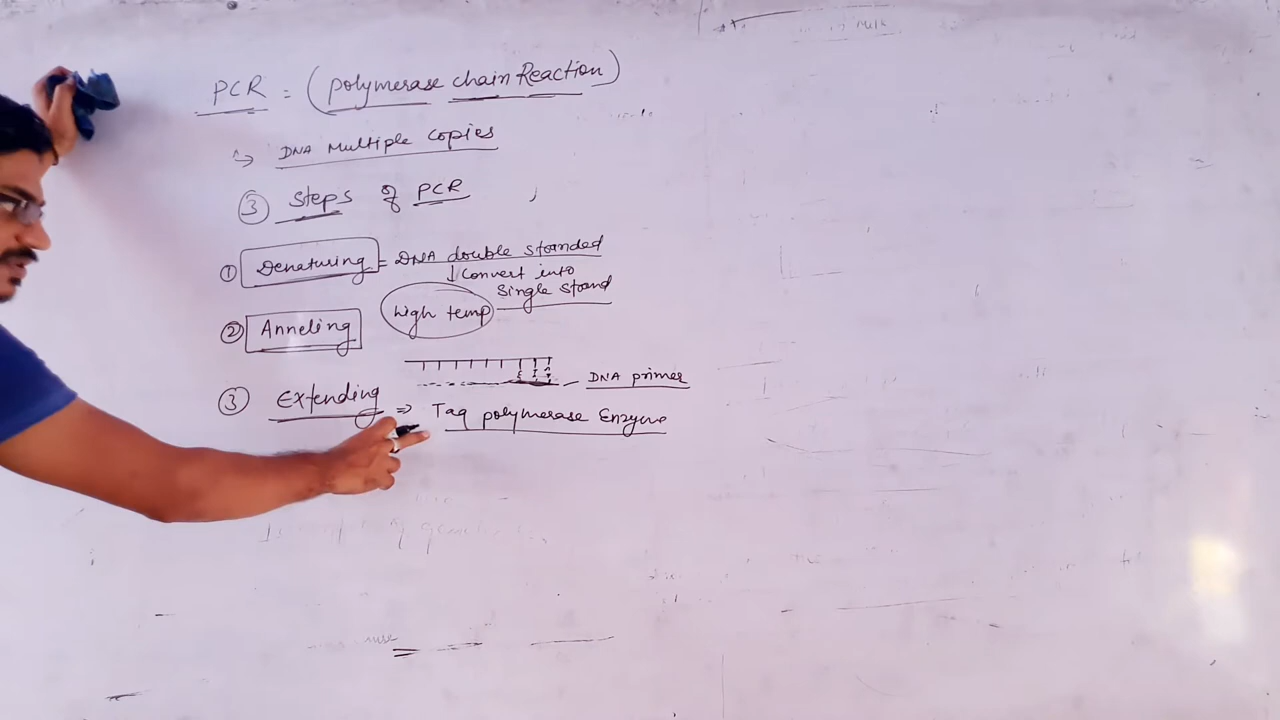 PCR = (polymerase chain Reaction)
↳ DNA Multiple Copies
③ Steps of PCR
① Denaturing = DNA double stranded
↓ Convert into
Single Strand
high temp
② Anneling
DNA primer
③ Extending ⇒ Taq polymerase Enzyme